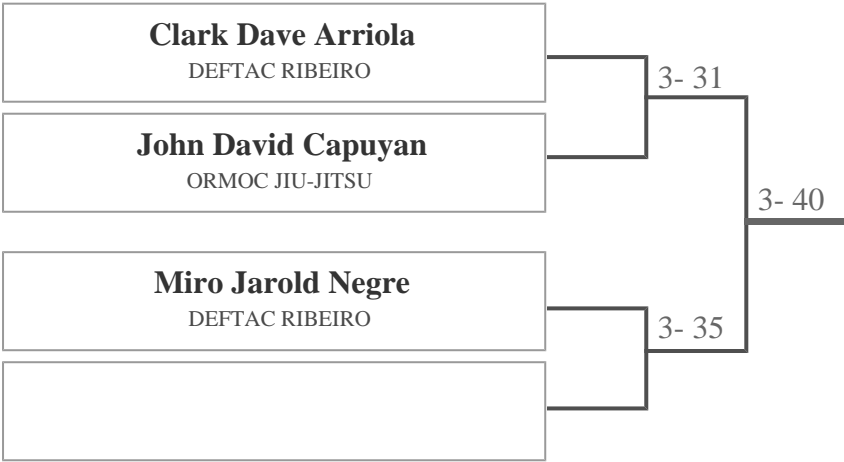 Clark Dave Arriola
DEFTAC RIBEIRO
3- 31
John David Capuyan
ORMOC JIU-JITSU
3- 40
Miro Jarold Negre
DEFTAC RIBEIRO
3- 35